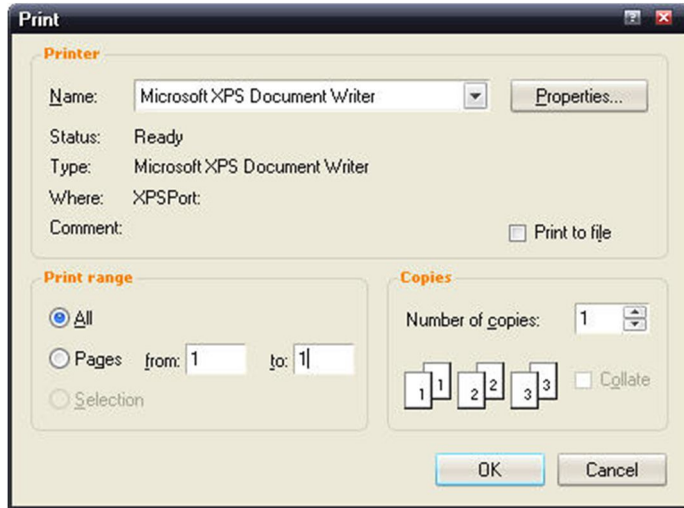 Print
Printer
Name: Microsoft XPS Document Writer Properties...
Status: Ready
Type: Microsoft XPS Document Writer
Where: XPSPort:
Comment:
Print to file
Print range
All
Pages from: 1 to: 1
Selection
Copies
Number of copies: 1
1 1 2 2 3 3 Collate
OK Cancel